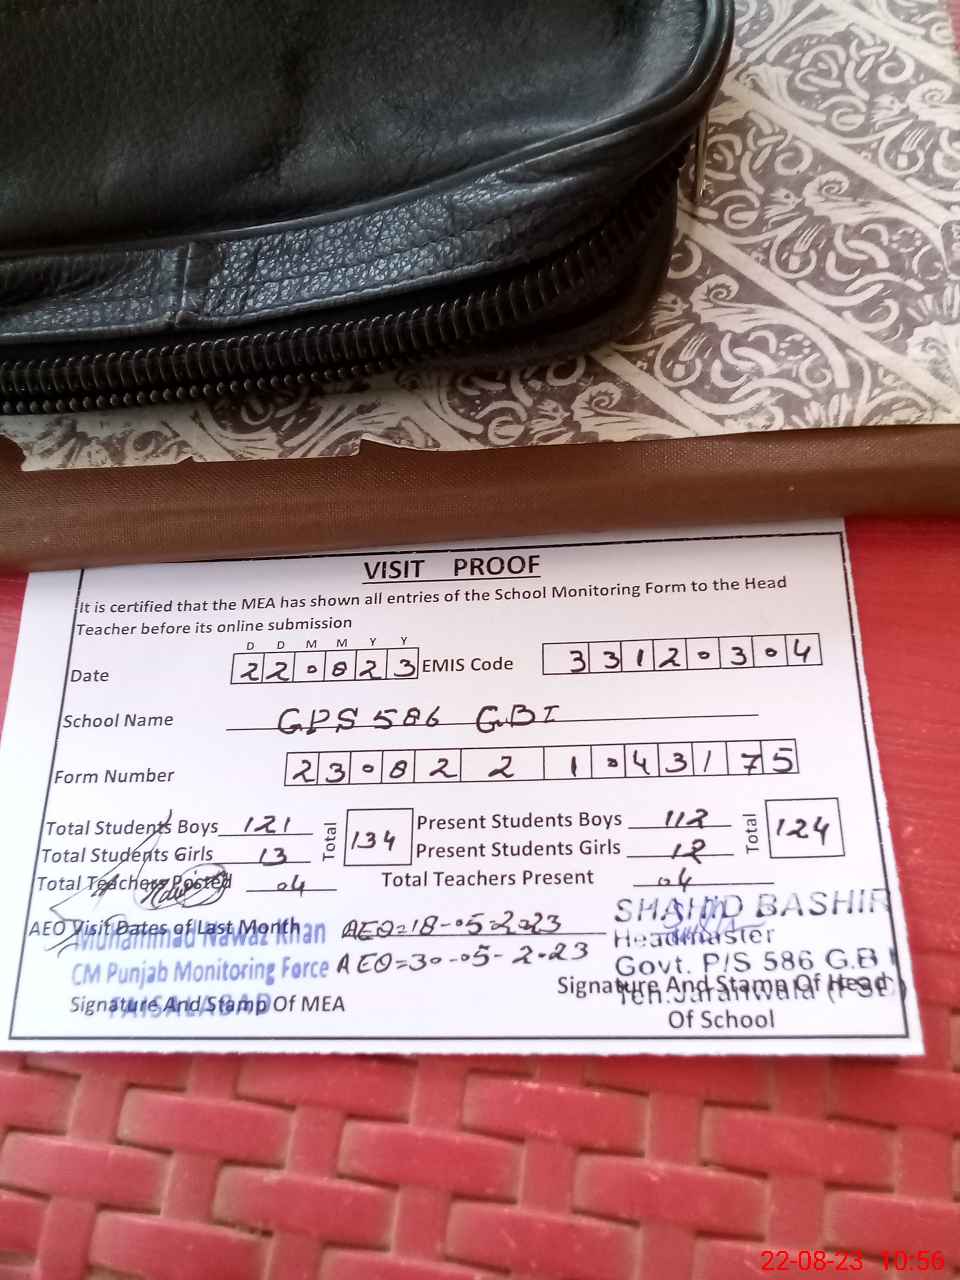 VISIT PROOF
It is certified that the MEA has shown all entries of the School Monitoring Form to the Head
Teacher before its online submission
D D M M Y Y
Date 220823 EMIS Code 33120304
School Name GPS 586 GBI
Form Number 2308221043175
Total Students Boys 121 Total 134 Present Students Boys 112 Total 124
Total Students Girls 13 Present Students Girls 12
Total Teachers Posted 04 Total Teachers Present 04
AEO Visit Dates of Last Month AEO=18-05-2023
AEO=30-05-2023
Muhammad Nawaz Khan
CM Punjab Monitoring Force
FAISALABAD
Signature And Stamp Of MEA
SHAHID BASHIR
Headmaster
Govt. P/S 586 G.B
Teh. Jaranwala
Signature And Stamp Of Head
Of School
22-08-23 10:56